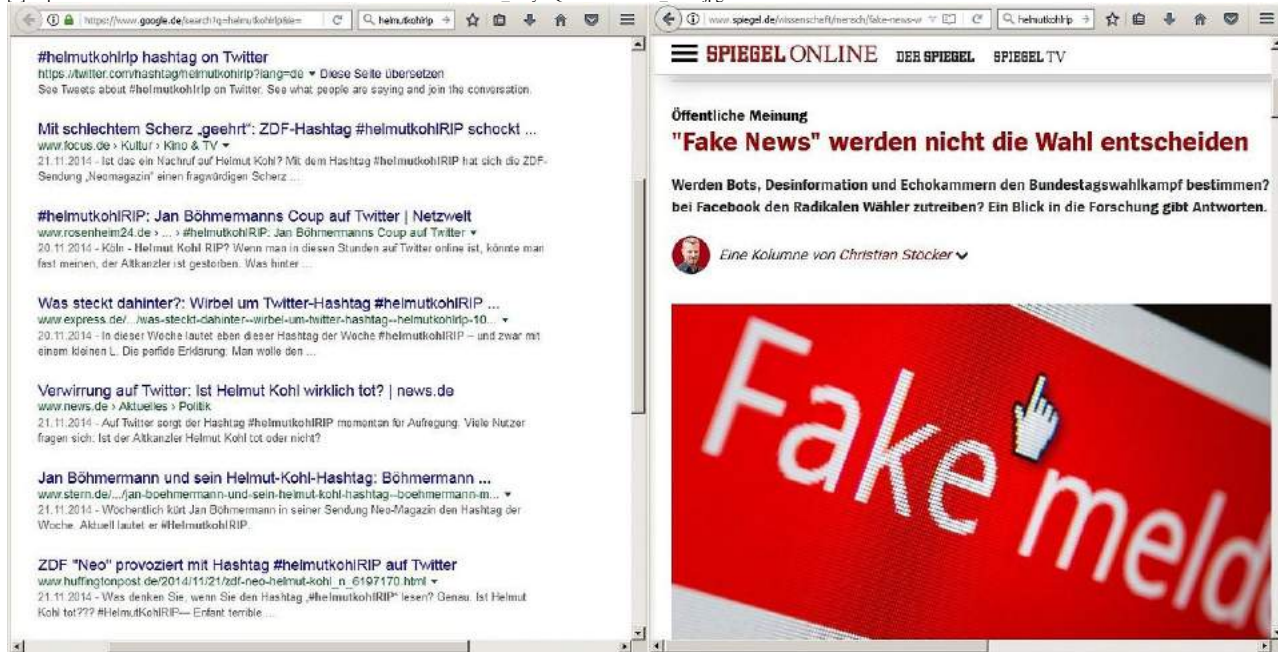 https://www.google.de/search?q=helmutkohlrip&ie=
helmutkohlrip
#helmutkohlrip hashtag on Twitter
https://twitter.com/hashtag/helmutkohlrip?lang=de ▾ Diese Seite übersetzen
See Tweets about #helmutkohlrip on Twitter. See what people are saying and join the conversation.
Mit schlechtem Scherz „geehrt“: ZDF-Hashtag #helmutkohlRIP schockt ...
www.focus.de › Kultur › Kino & TV ▾
21.11.2014 - Ist das ein Nachruf auf Helmut Kohl? Mit dem Hashtag #helmutkohlRIP hat sich die ZDF-
Sendung „Neomagazin“ einen fragwürdigen Scherz ...
#helmutkohlRIP: Jan Böhmermanns Coup auf Twitter | Netzwelt
www.rosenheim24.de › ... › #helmutkohlRIP: Jan Böhmermanns Coup auf Twitter ▾
20.11.2014 - Köln - Helmut Kohl RIP? Wenn man in diesen Stunden auf Twitter online ist, könnte man
fast meinen, der Altkanzler ist gestorben. Was hinter ...
Was steckt dahinter?: Wirbel um Twitter-Hashtag #helmutkohlRIP ...
www.express.de/.../was-steckt-dahinter--wirbel-um-twitter-hashtag--helmutkohlrip-10... ▾
20.11.2014 - In dieser Woche lautet eben dieser Hashtag der Woche #helmutkohlRIP – und zwar mit
einem kleinen L. Die perfide Erklärung: Man wolle den ...
Verwirrung auf Twitter: Ist Helmut Kohl wirklich tot? | news.de
www.news.de › Aktuelles › Politik
21.11.2014 - Auf Twitter sorgt der Hashtag #helmutkohlRIP momentan für Aufregung. Viele Nutzer
fragen sich: Ist der Altkanzler Helmut Kohl tot oder nicht?
Jan Böhmermann und sein Helmut-Kohl-Hashtag: Böhmermann ...
www.stern.de/.../jan-boehmermann-und-sein-helmut-kohl-hashtag--boehmermann-m... ▾
21.11.2014 - Wöchentlich kürt Jan Böhmermann in seiner Sendung Neo-Magazin den Hashtag der
Woche. Aktuell lautet er #HelmutkohlRIP.
ZDF "Neo" provoziert mit Hashtag #helmutkohlRIP auf Twitter
www.huffingtonpost.de/2014/11/21/zdf-neo-helmut-kohl_n_6197170.html ▾
21.11.2014 - Was denken Sie, wenn Sie den Hashtag „#helmutkohlRIP“ lesen? Genau. Ist Helmut
Kohl tot??? #HelmutKohlRIP— Enfant terrible ...
www.spiegel.de/wissenschaft/mensch/fake-news-w
helmutkohlrip
SPIEGEL ONLINE DER SPIEGEL SPIEGEL TV
Öffentliche Meinung
"Fake News" werden nicht die Wahl entscheiden
Werden Bots, Desinformation und Echokammern den Bundestagswahlkampf bestimmen?
bei Facebook den Radikalen Wähler zutreiben? Ein Blick in die Forschung gibt Antworten.
Eine Kolumne von Christian Stöcker
Fake meld